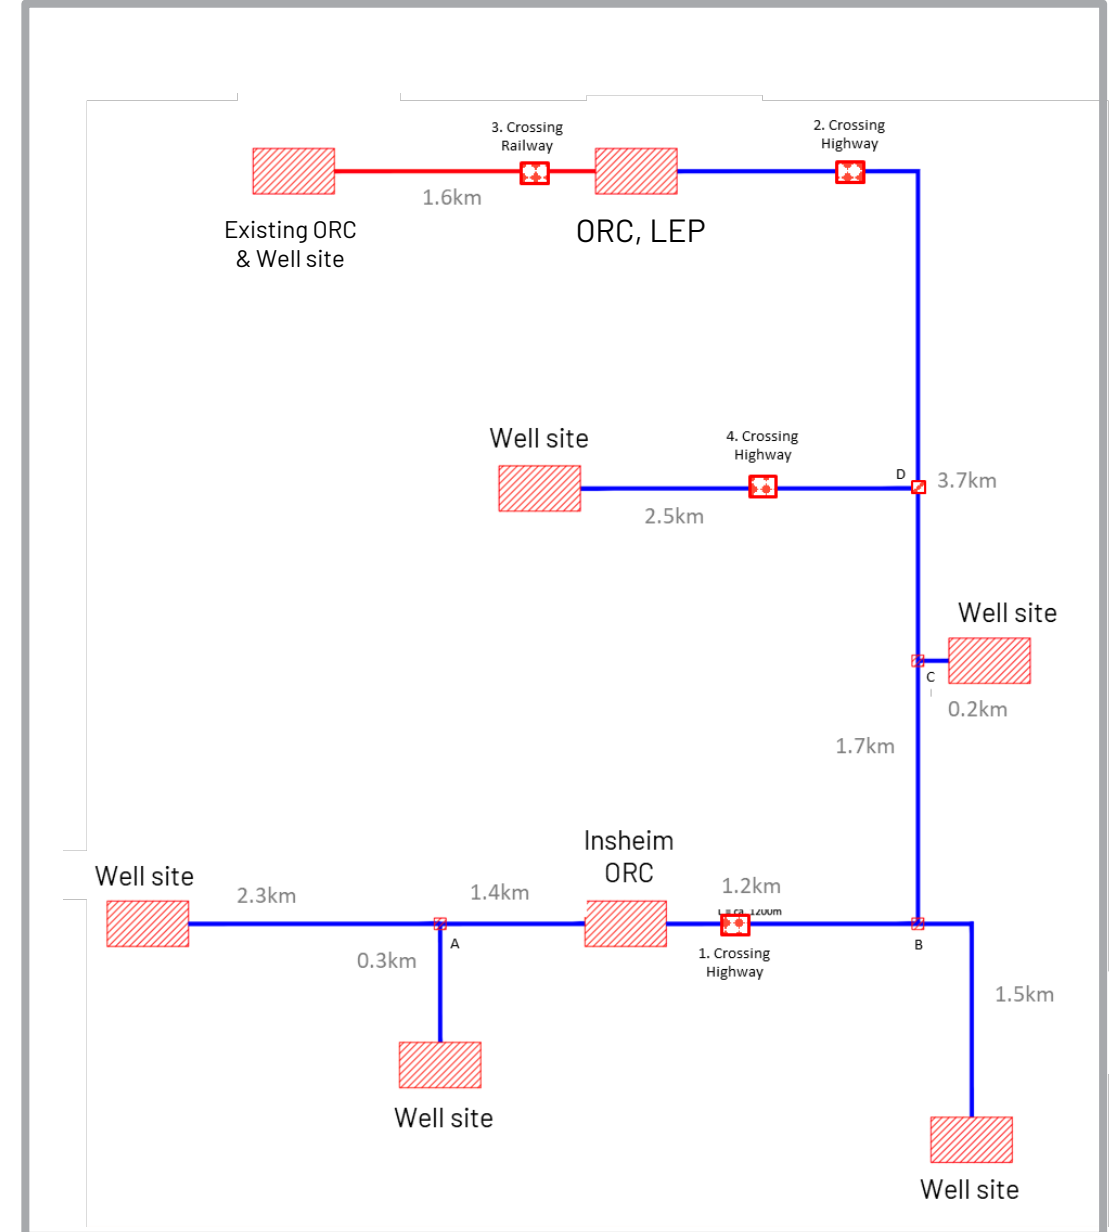 3. Crossing
Railway
2. Crossing
Highway
1.6km
Existing ORC
& Well site
ORC, LEP
Well site
4. Crossing
Highway
D
3.7km
2.5km
Well site
C
0.2km
1.7km
Insheim
ORC
Well site
2.3km
1.4km
1.2km
1200m
A
0.3km
1. Crossing
Highway
B
1.5km
Well site
Well site